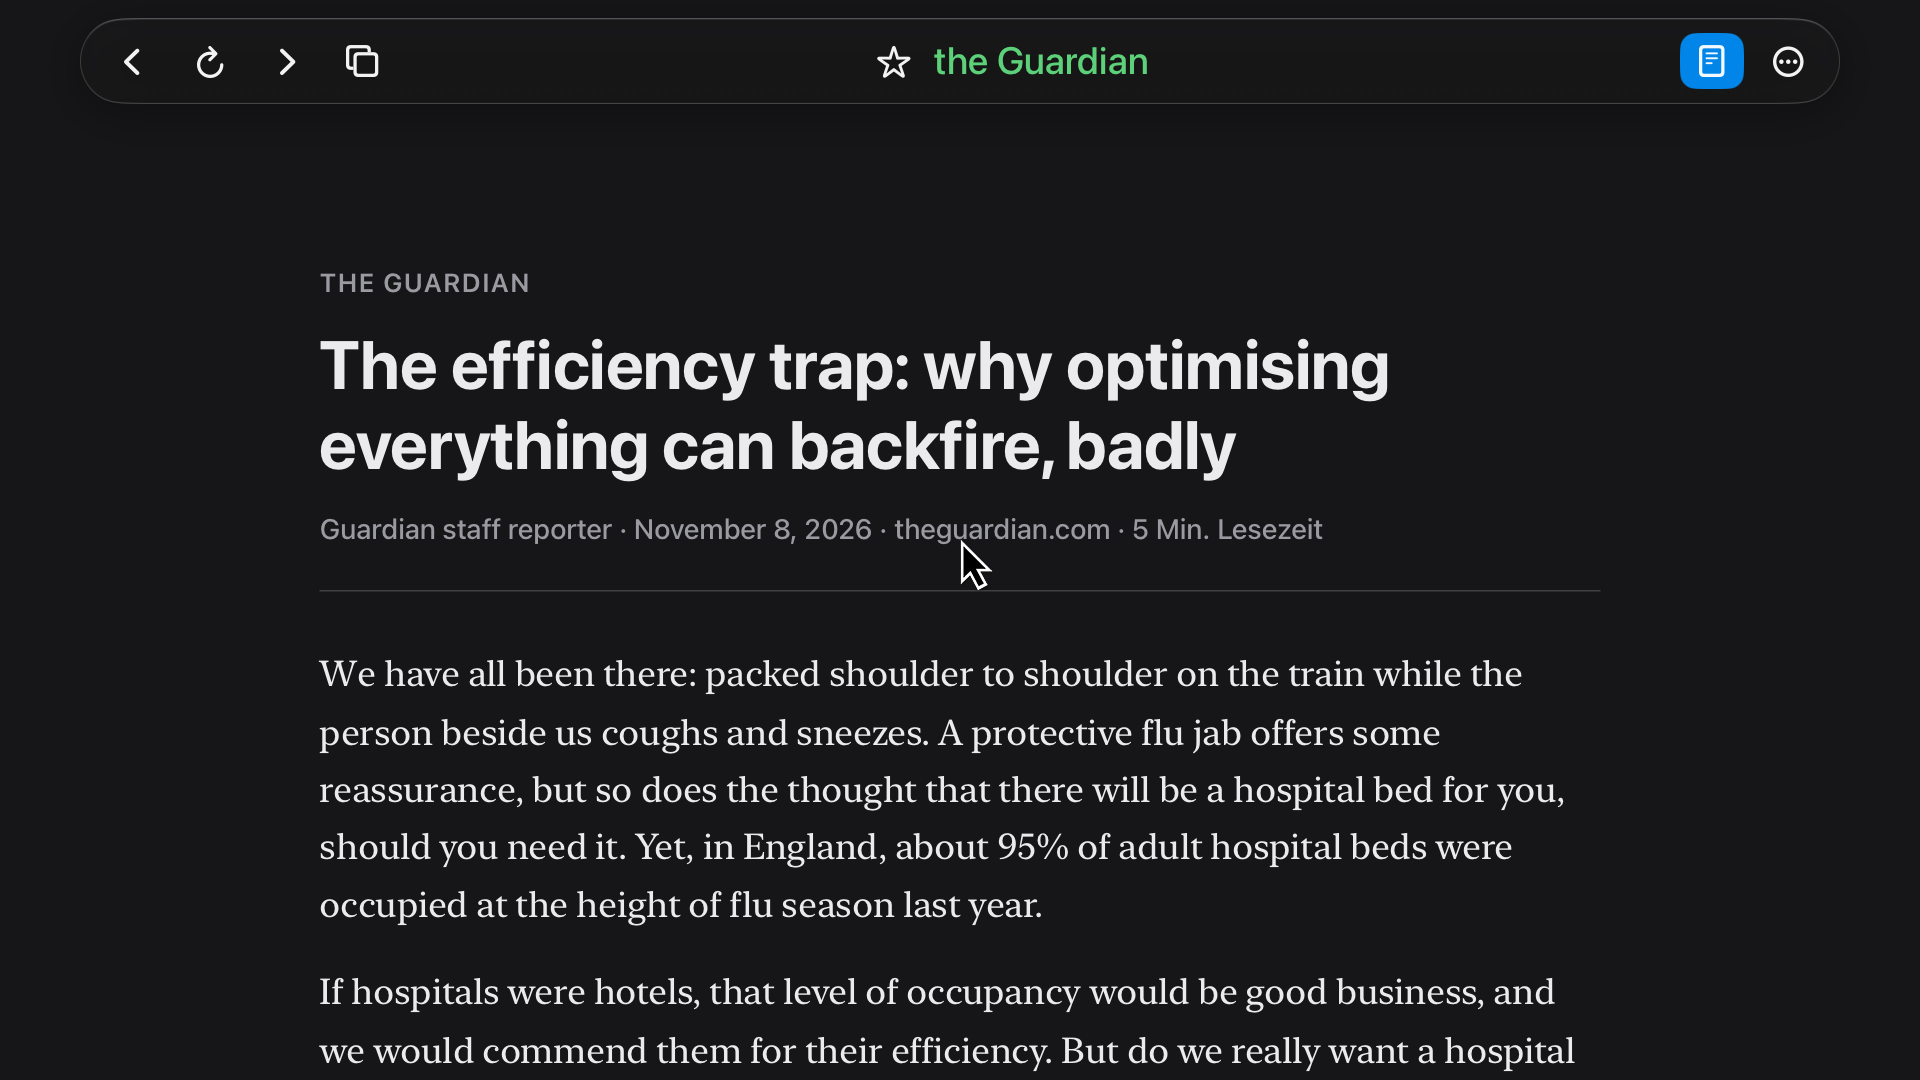 the Guardian
THE GUARDIAN
The efficiency trap: why optimising
everything can backfire, badly
Guardian staff reporter · November 8, 2026 · theguardian.com · 5 Min. Lesezeit
We have all been there: packed shoulder to shoulder on the train while the
person beside us coughs and sneezes. A protective flu jab offers some
reassurance, but so does the thought that there will be a hospital bed for you,
should you need it. Yet, in England, about 95% of adult hospital beds were
occupied at the height of flu season last year.
If hospitals were hotels, that level of occupancy would be good business, and
we would commend them for their efficiency. But do we really want a hospital